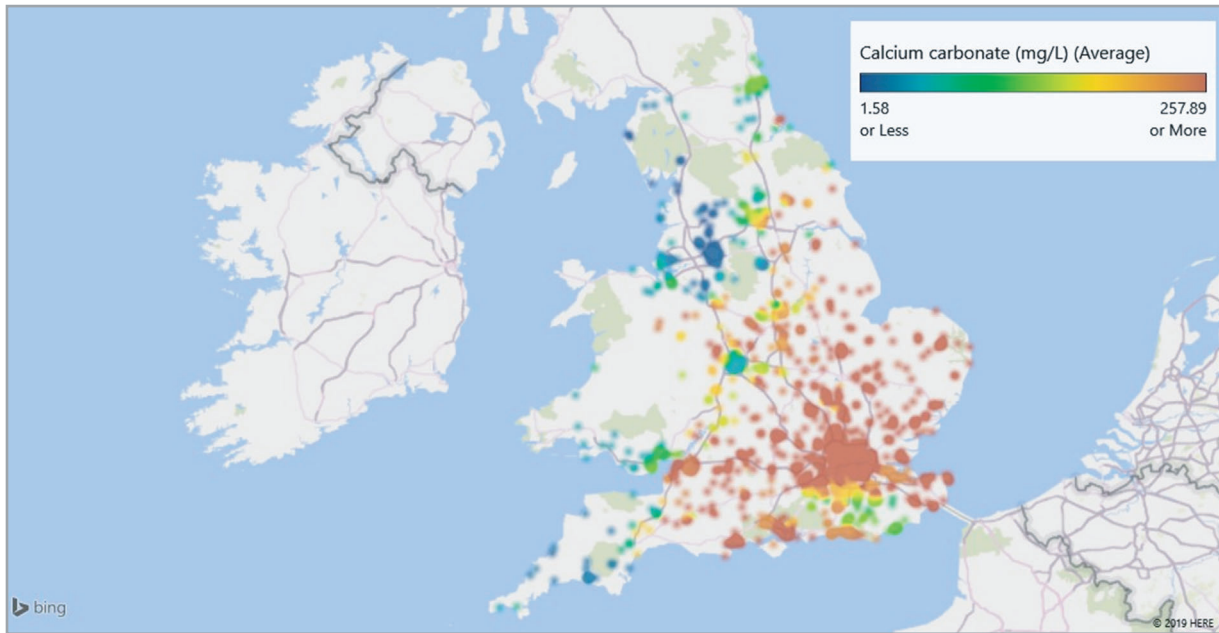 Calcium carbonate (mg/L) (Average)
1.58
257.89
or Less
or More
bing
© 2019 HERE